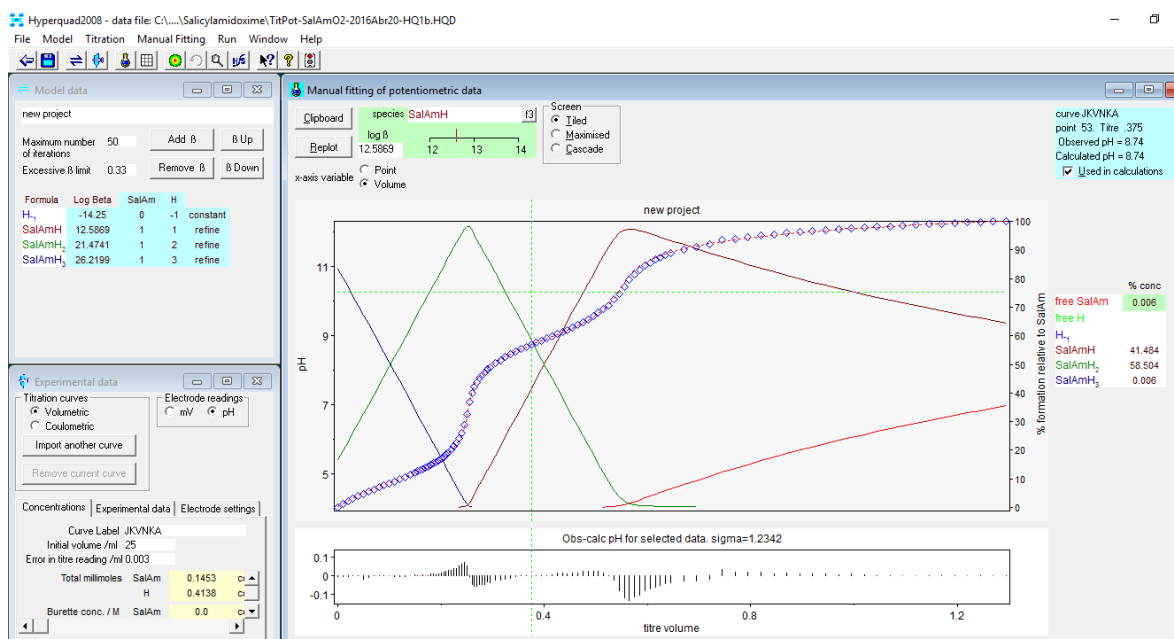 Hyperquad2008 - data file: C:\....\Salicylamidoxime\TitPot-SalAmO2-2016Abr20-HQ1b.HQD
File Model Titration Manual Fitting Run Window Help
Model data
new project
Maximum number of iterations 50
Add ß ß Up
Excessive ß limit 0.33
Remove ß ß Down
Formula Log Beta SalAm H
H-1 -14.25 0 -1 constant
SalAmH 12.5869 1 1 refine
SalAmH2 21.4741 1 2 refine
SalAmH3 26.2199 1 3 refine
Experimental data
Titration curves
Volumetric
Coulometric
Electrode readings
mV pH
Import another curve
Remove current curve
Concentrations Experimental data Electrode settings
Curve Label JKVNKA
Initial volume /ml 25
Error in titre reading /ml 0.003
Total millimoles SalAm 0.1453
H 0.4138
Burette conc. / M SalAm 0.0
Manual fitting of potentiometric data
Clipboard
Replot
species SalAmH f3
log ß
12.5869
12 13 14
Screen
Tiled
Maximised
Cascade
x-axis variable
Point
Volume
curve JKVNKA
point 53. Titre .375
Observed pH = 8.74
Calculated pH = 8.74
Used in calculations
new project
pH
11
9
7
5
100
90
80
70
60
50
40
30
20
10
0
% formation relative to SalAm
% conc
free SalAm 0.006
free H
H-1
SalAmH 41.484
SalAmH2 58.504
SalAmH3 0.006
Obs-calc pH for selected data. sigma=1.2342
0.1
0
-0.1
0 0.4 0.8 1.2
titre volume